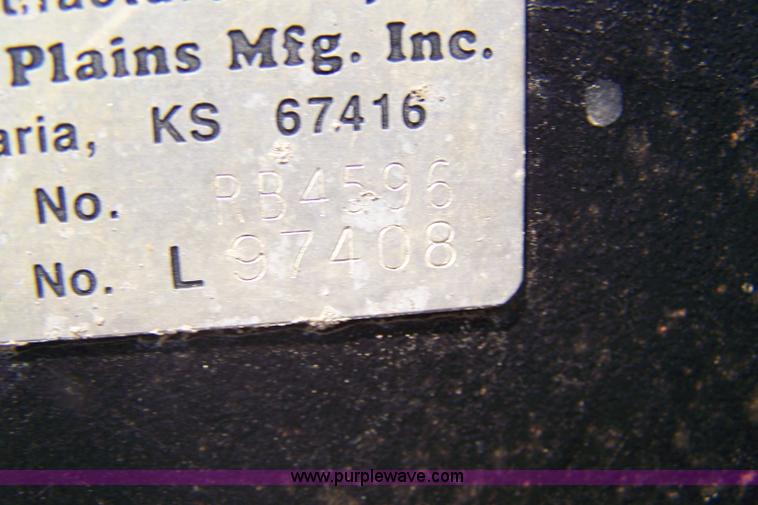 Plains Mfg. Inc.
aria, KS 67416
No. RB4596
No. L 97408
www.purplewave.com